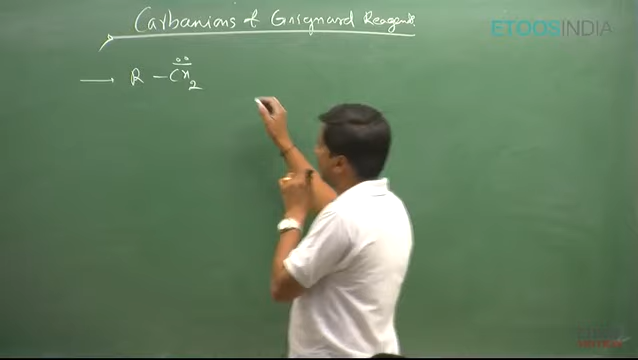 Carbanions & Grignard Reagents
ETOOSINDIA
→ R – C̈H₂